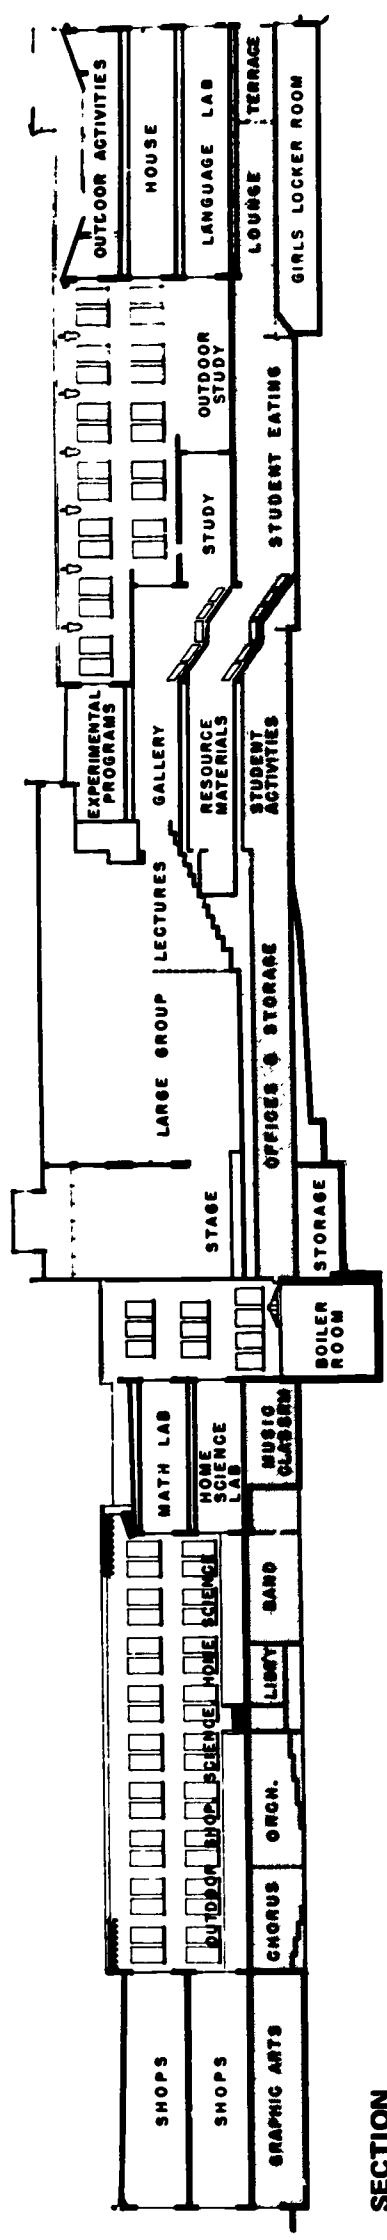 OUTDOOR ACTIVITIES
HOUSE
LANGUAGE LAB
LOUNGE
TERRACE
GIRLS LOCKER ROOM
OUTDOOR
STUDY
STUDY
STUDENT EATING
EXPERIMENTAL
PROGRAMS
GALLERY
RESOURCE
MATERIALS
STUDENT
ACTIVITIES
LARGE GROUP LECTURES
OFFICES & STORAGE
STAGE
STORAGE
BOILER
ROOM
MATH LAB
HOME
SCIENCE
LAB
MUSIC
CLASSRM
OUTDOOR SHOP, SCIENCE, HOME SCIENCE
BAND
LIBRY
ORCH.
CHORUS
SHOPS
SHOPS
GRAPHIC ARTS
SECTION